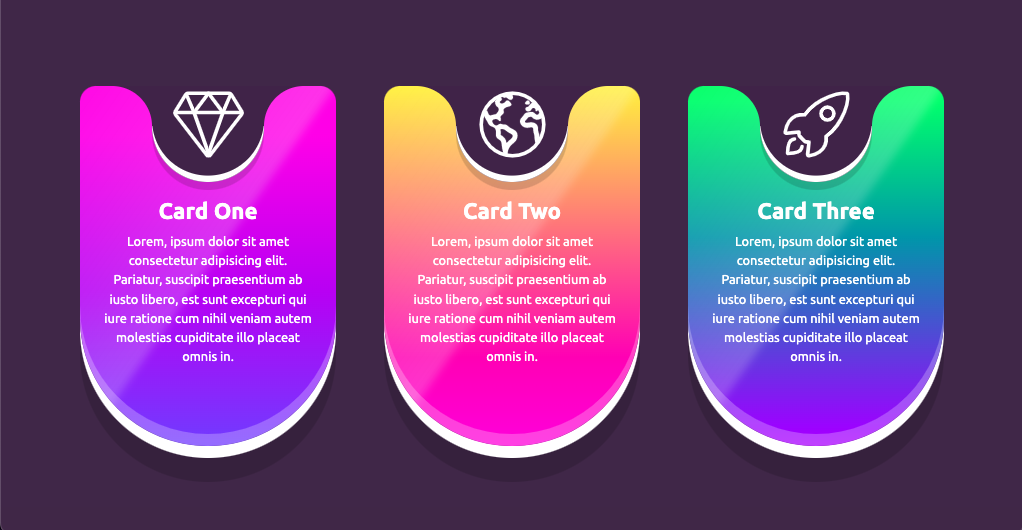 Card One
Lorem, ipsum dolor sit amet
consectetur adipisicing elit.
Pariatur, suscipit praesentium ab
iusto libero, est sunt excepturi qui
iure ratione cum nihil veniam autem
molestias cupiditate illo placeat
omnis in.
Card Two
Lorem, ipsum dolor sit amet
consectetur adipisicing elit.
Pariatur, suscipit praesentium ab
iusto libero, est sunt excepturi qui
iure ratione cum nihil veniam autem
molestias cupiditate illo placeat
omnis in.
Card Three
Lorem, ipsum dolor sit amet
consectetur adipisicing elit.
Pariatur, suscipit praesentium ab
iusto libero, est sunt excepturi qui
iure ratione cum nihil veniam autem
molestias cupiditate illo placeat
omnis in.